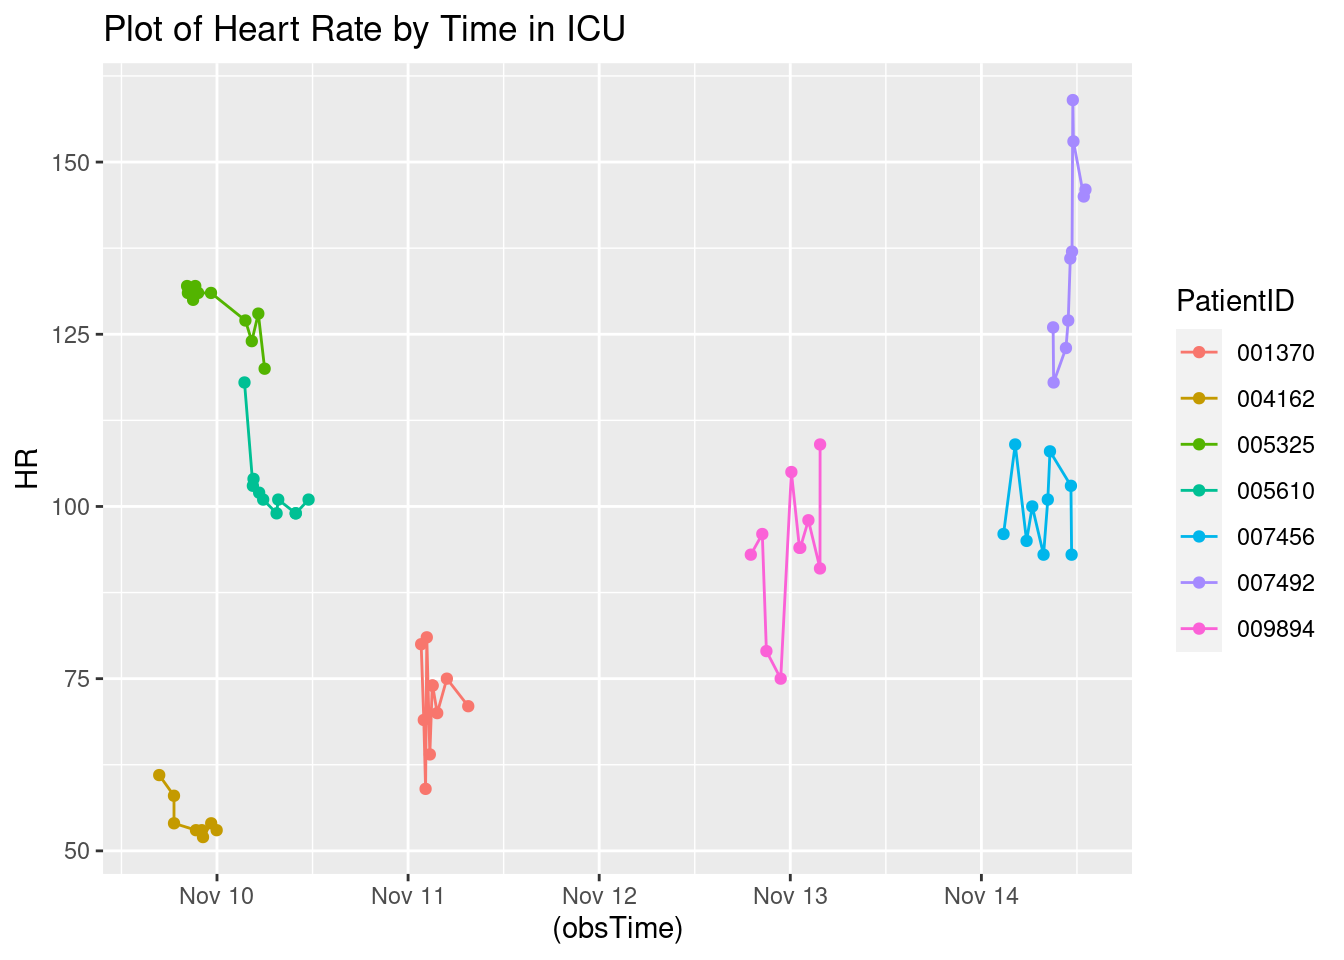 Plot of Heart Rate by Time in ICU
HR
150
125
100
75
50
Nov 10
Nov 11
Nov 12
Nov 13
Nov 14
(obsTime)
PatientID
001370
004162
005325
005610
007456
007492
009894